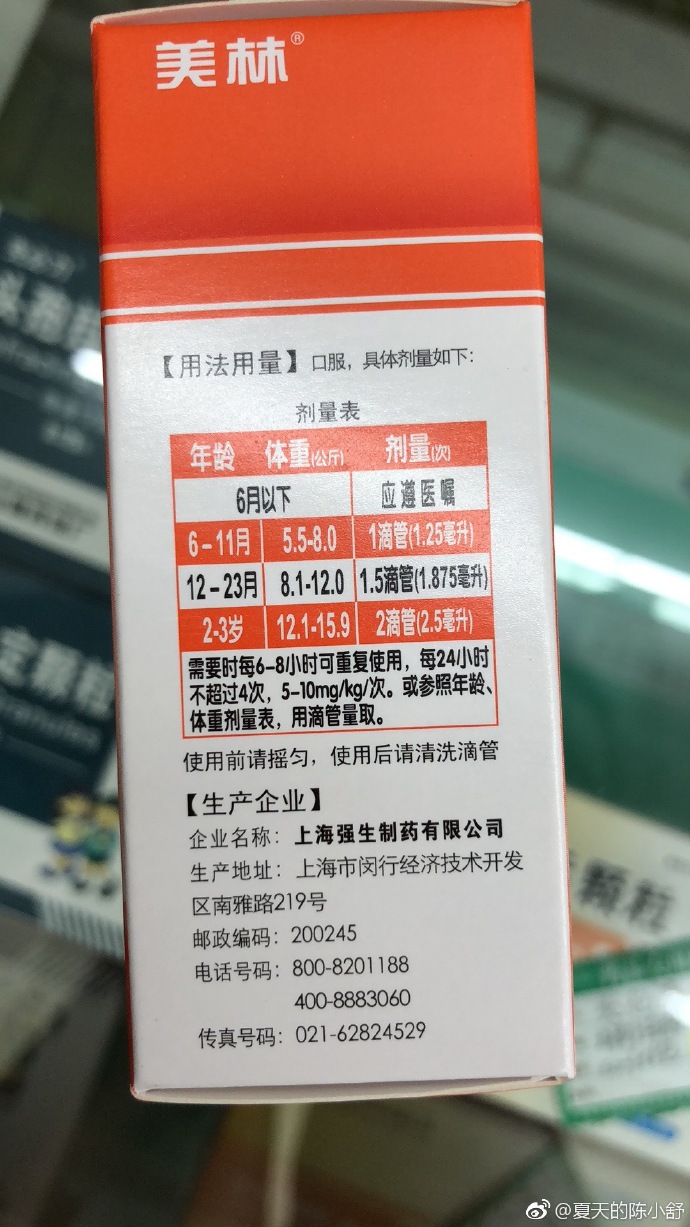 美林®
【用法用量】口服，具体剂量如下：
剂量表
年龄 体重(公斤) 剂量(次)
6月以下 应遵医嘱
6-11月 5.5-8.0 1滴管(1.25毫升)
12-23月 8.1-12.0 1.5滴管(1.875毫升)
2-3岁 12.1-15.9 2滴管(2.5毫升)
需要时每6-8小时可重复使用，每24小时
不超过4次，5-10mg/kg/次。或参照年龄、
体重剂量表，用滴管量取。
使用前请摇匀，使用后请清洗滴管
【生产企业】
企业名称：上海强生制药有限公司
生产地址：上海市闵行经济技术开发
区南雅路219号
邮政编码：200245
电话号码：800-8201188
400-8883060
传真号码：021-62824529
颗粒
定颗粒
@夏天的陈小舒